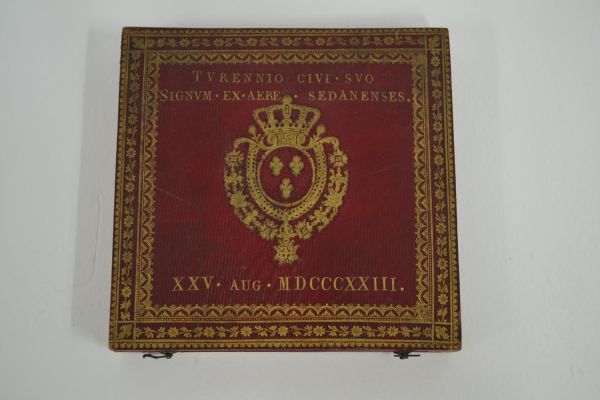 TVRENNIO CIVI · SVO
SIGNVM · EX · AERE · SEDANENSES.
XXV · AUG · MDCCCXXIII.